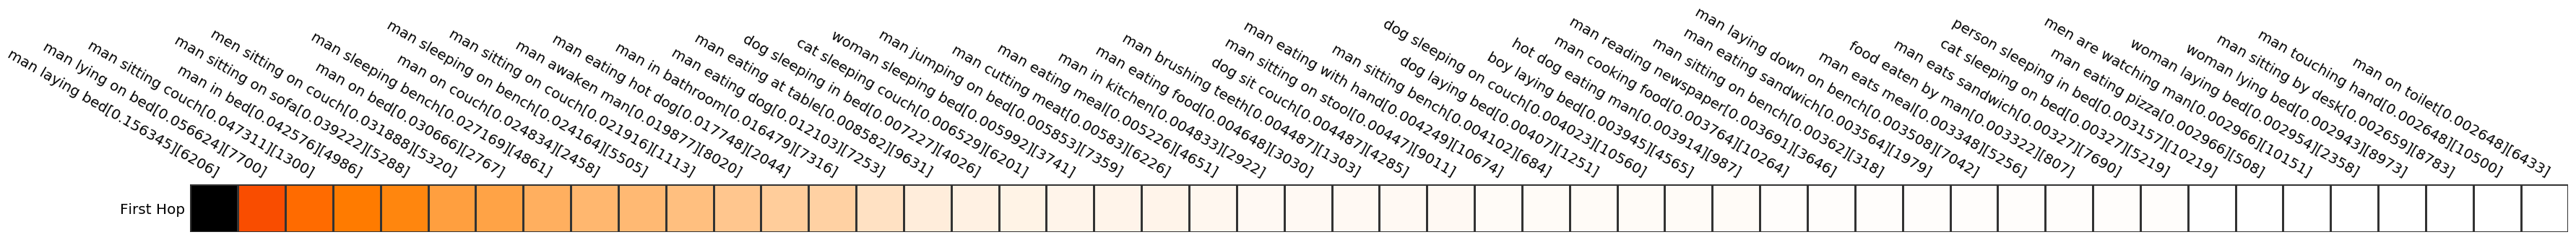 man laying bed[0.156345][6206]
man lying on bed[0.056624][7700]
man sitting couch[0.047311][1300]
man in bed[0.042576][4986]
man sitting on sofa[0.039222][5288]
men sitting on couch[0.031885][5320]
man on bed[0.030666][2767]
man sleeping bench[0.027169][4861]
man on couch[0.024834][2458]
man sleeping on bench[0.024164][5505]
man sitting on couch[0.021916][1113]
man awaken man[0.019877][8020]
man eating hot dog[0.017748][2044]
man in bathroom[0.016479][7316]
man eating dog[0.012103][7253]
man eating at table[0.008582][9631]
dog sleeping in bed[0.007227][4026]
cat sleeping couch[0.006529][6201]
woman sleeping bed[0.005992][3741]
man jumping on bed[0.005853][7359]
man cutting meat[0.005583][6226]
man eating meal[0.005226][4651]
man in kitchen[0.004833][2922]
man eating food[0.004648][3030]
man brushing teeth[0.004487][1303]
dog sit couch[0.004487][4285]
man sitting on stool[0.004477][9011]
man eating with hand[0.004249][10674]
man sitting bench[0.004102][684]
dog laying bed[0.004077][1251]
dog sleeping on couch[0.004023][10560]
boy laying bed[0.003945][4565]
hot dog eating man[0.003914][987]
man cooking food[0.003764][10264]
man reading newspaper[0.003691][3646]
man sitting on bench[0.003362][318]
man eating sandwich[0.003564][1979]
man laying down on bench[0.003508][7042]
man eats meal[0.003348][5256]
food eaten by man[0.003322][807]
man eats sandwich[0.00327][7690]
cat sleeping on bed[0.00327][5219]
person sleeping in bed[0.003157][10219]
man eating pizza[0.002966][508]
men are watching man[0.002966][10151]
woman laying bed[0.002954][2358]
woman lying bed[0.002943][8973]
man sitting by desk[0.002659][8783]
man touching hand[0.002648][10500]
man on toilet[0.002648][6433]
First Hop